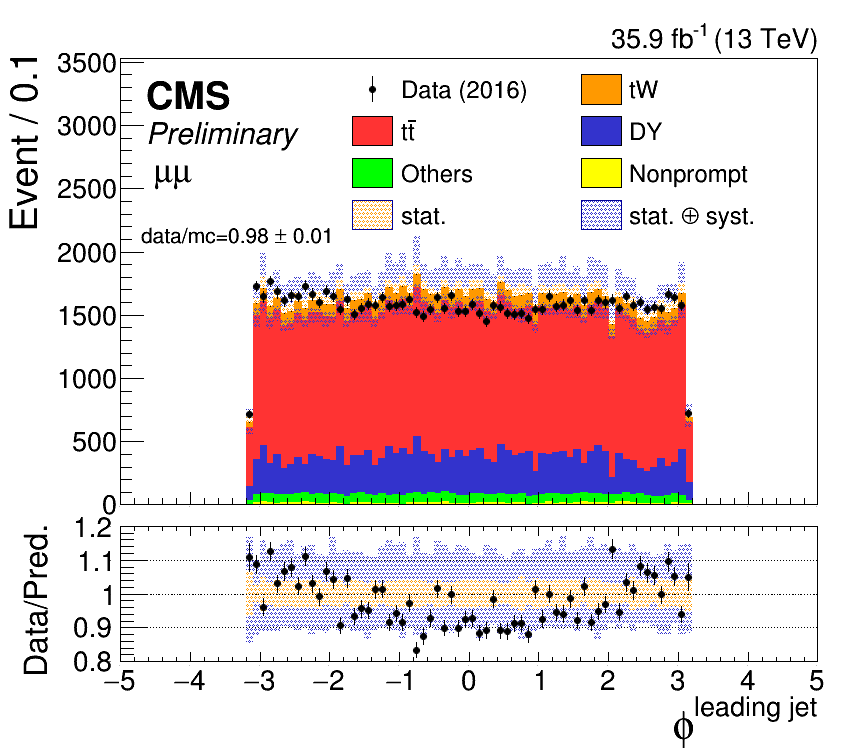 35.9 fb⁻¹ (13 TeV)
Event / 0.1
3500
3000
2500
2000
1500
1000
500
0
CMS
Preliminary
μμ
data/mc=0.98 ± 0.01
Data (2016)
tW
tt̄
DY
Others
Nonprompt
stat.
stat. ⊕ syst.
Data/Pred.
1.2
1.1
1
0.9
0.8
−5 −4 −3 −2 −1 0 1 2 3 4 5
ϕ leading jet